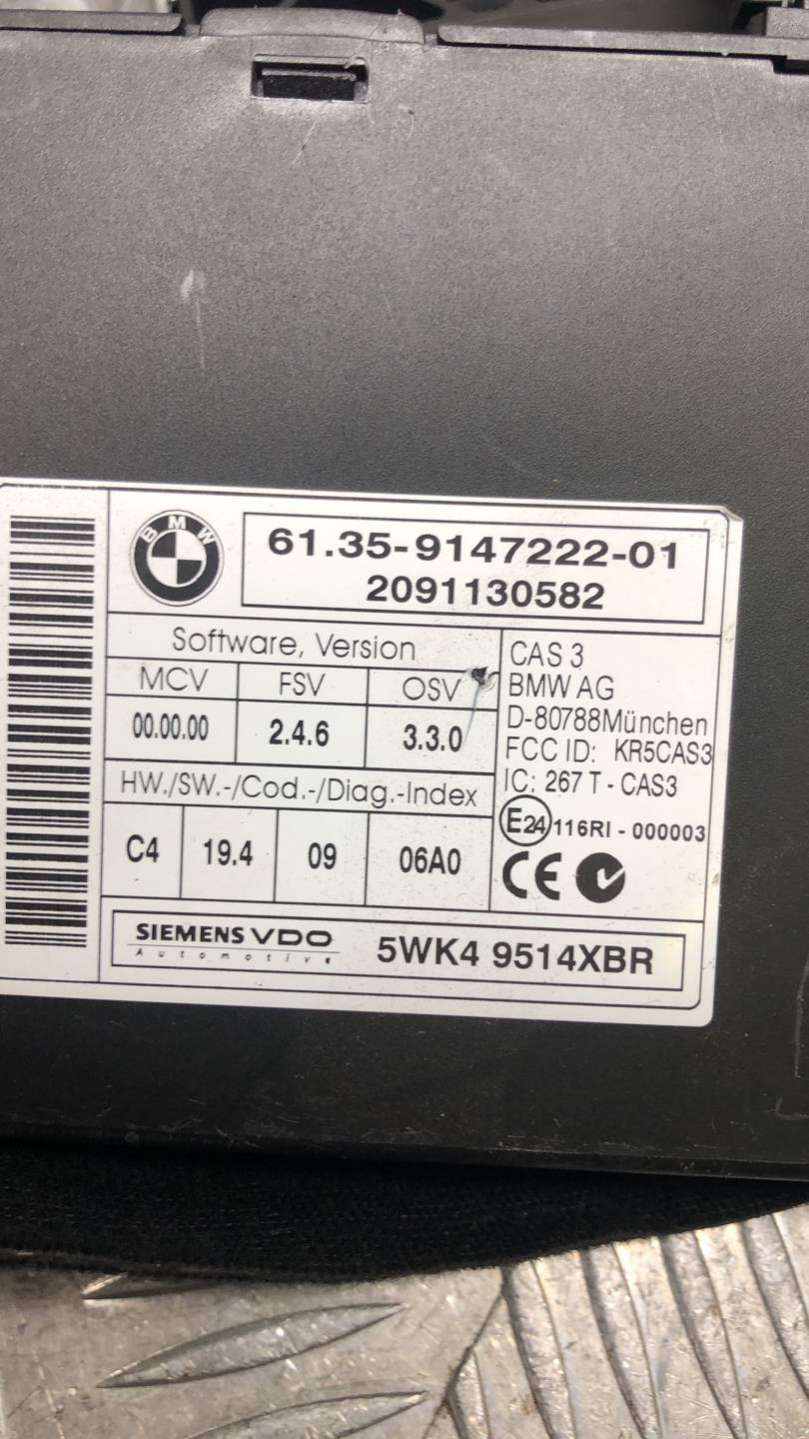 BMW
61.35-9147222-01
2091130582
Software, Version
MCV FSV OSV
00.00.00 2.4.6 3.3.0
HW./SW.-/Cod.-/Diag.-Index
C4 19.4 09 06A0
CAS 3
BMW AG
D-80788München
FCC ID: KR5CAS3
IC: 267 T - CAS3
E24 116RI - 000003
CE
SIEMENS VDO
Automotive
5WK4 9514XBR